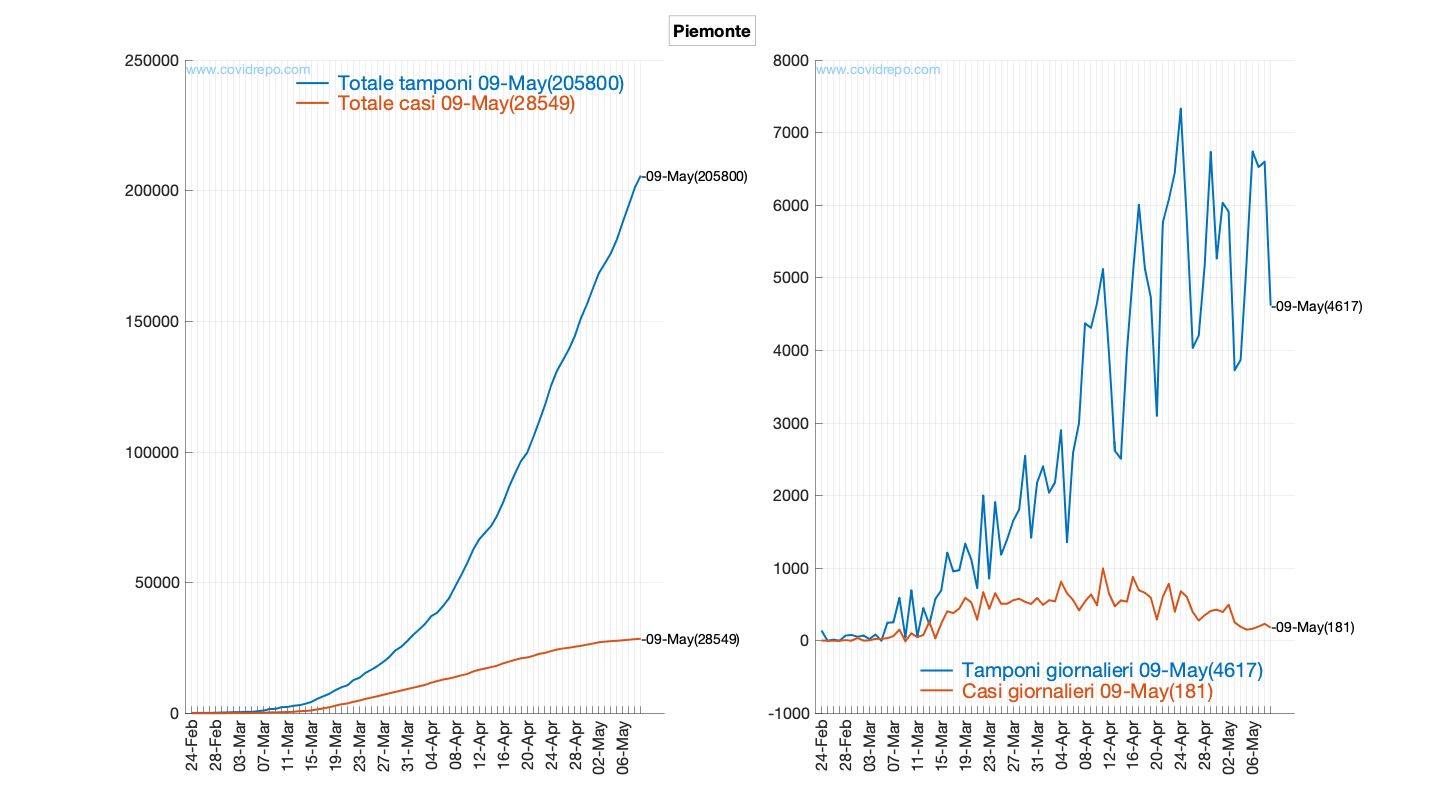 Piemonte
250000
200000
150000
100000
50000
0
www.covidrepo.com
Totale tamponi 09-May(205800)
Totale casi 09-May(28549)
-09-May(205800)
-09-May(28549)
24-Feb
28-Feb
03-Mar
07-Mar
11-Mar
15-Mar
19-Mar
23-Mar
27-Mar
31-Mar
04-Apr
08-Apr
12-Apr
16-Apr
20-Apr
24-Apr
28-Apr
02-May
06-May
8000
7000
6000
5000
4000
3000
2000
1000
0
-1000
www.covidrepo.com
-09-May(4617)
-09-May(181)
Tamponi giornalieri 09-May(4617)
Casi giornalieri 09-May(181)
24-Feb
28-Feb
03-Mar
07-Mar
11-Mar
15-Mar
19-Mar
23-Mar
27-Mar
31-Mar
04-Apr
08-Apr
12-Apr
16-Apr
20-Apr
24-Apr
28-Apr
02-May
06-May